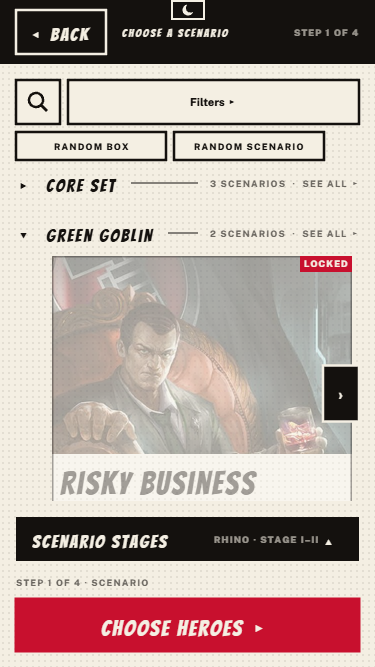 ◄ BACK
CHOOSE A SCENARIO
STEP 1 OF 4
Filters ►
RANDOM BOX
RANDOM SCENARIO
► CORE SET 3 SCENARIOS · SEE ALL ►
▼ GREEN GOBLIN 2 SCENARIOS · SEE ALL ►
LOCKED
›
RISKY BUSINESS
SCENARIO STAGES RHINO · STAGE I–II ▲
STEP 1 OF 4 · SCENARIO
CHOOSE HEROES ►